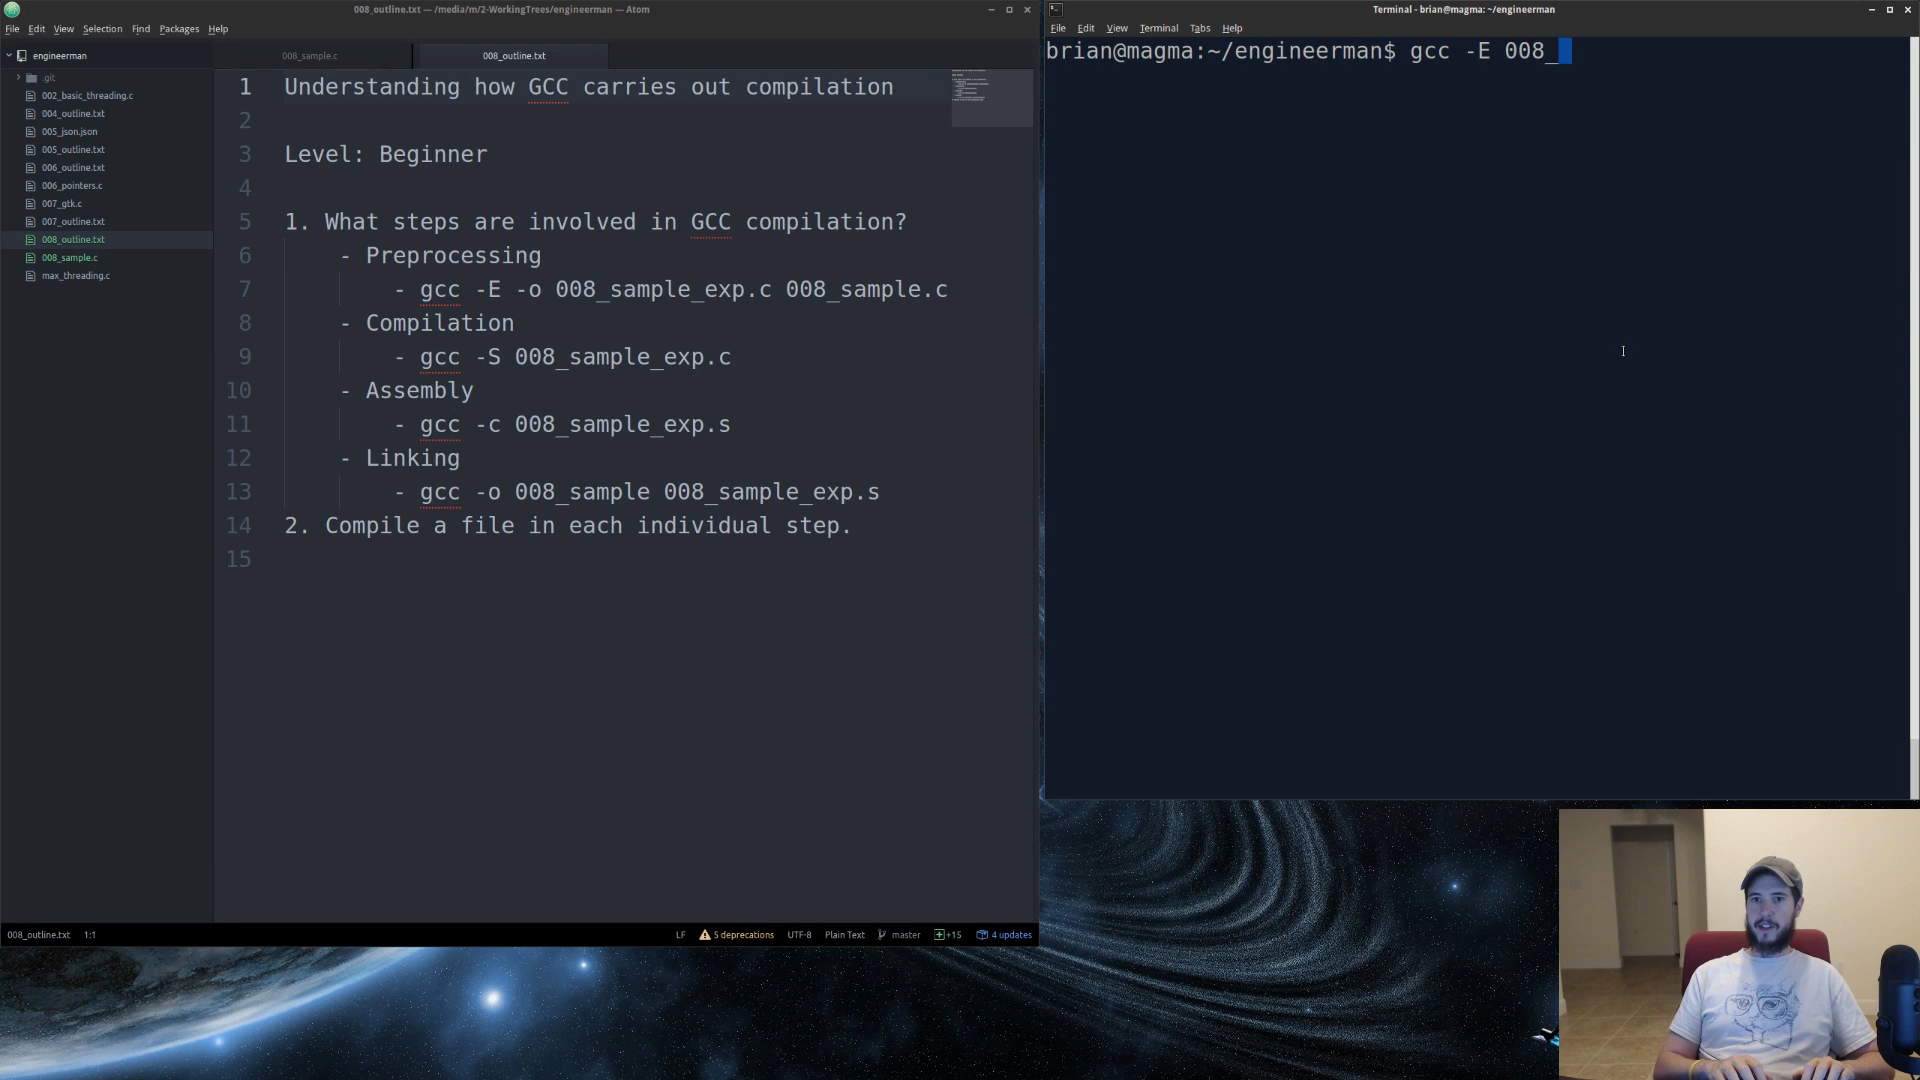 008_outline.txt — /media/m/2-WorkingTrees/engineerman — Atom
File Edit View Selection Find Packages Help
engineerman
.git
002_basic_threading.c
004_outline.txt
005_json.json
005_outline.txt
006_outline.txt
006_pointers.c
007_gtk.c
007_outline.txt
008_outline.txt
008_sample.c
max_threading.c
008_sample.c 008_outline.txt
1 Understanding how GCC carries out compilation
2
3 Level: Beginner
4
5 1. What steps are involved in GCC compilation?
6 - Preprocessing
7 - gcc -E -o 008_sample_exp.c 008_sample.c
8 - Compilation
9 - gcc -S 008_sample_exp.c
10 - Assembly
11 - gcc -c 008_sample_exp.s
12 - Linking
13 - gcc -o 008_sample 008_sample_exp.s
14 2. Compile a file in each individual step.
15
008_outline.txt 1:1 LF 5 deprecations UTF-8 Plain Text master +15 4 updates
Terminal - brian@magma: ~/engineerman
File Edit View Terminal Tabs Help
brian@magma:~/engineerman$ gcc -E 008_